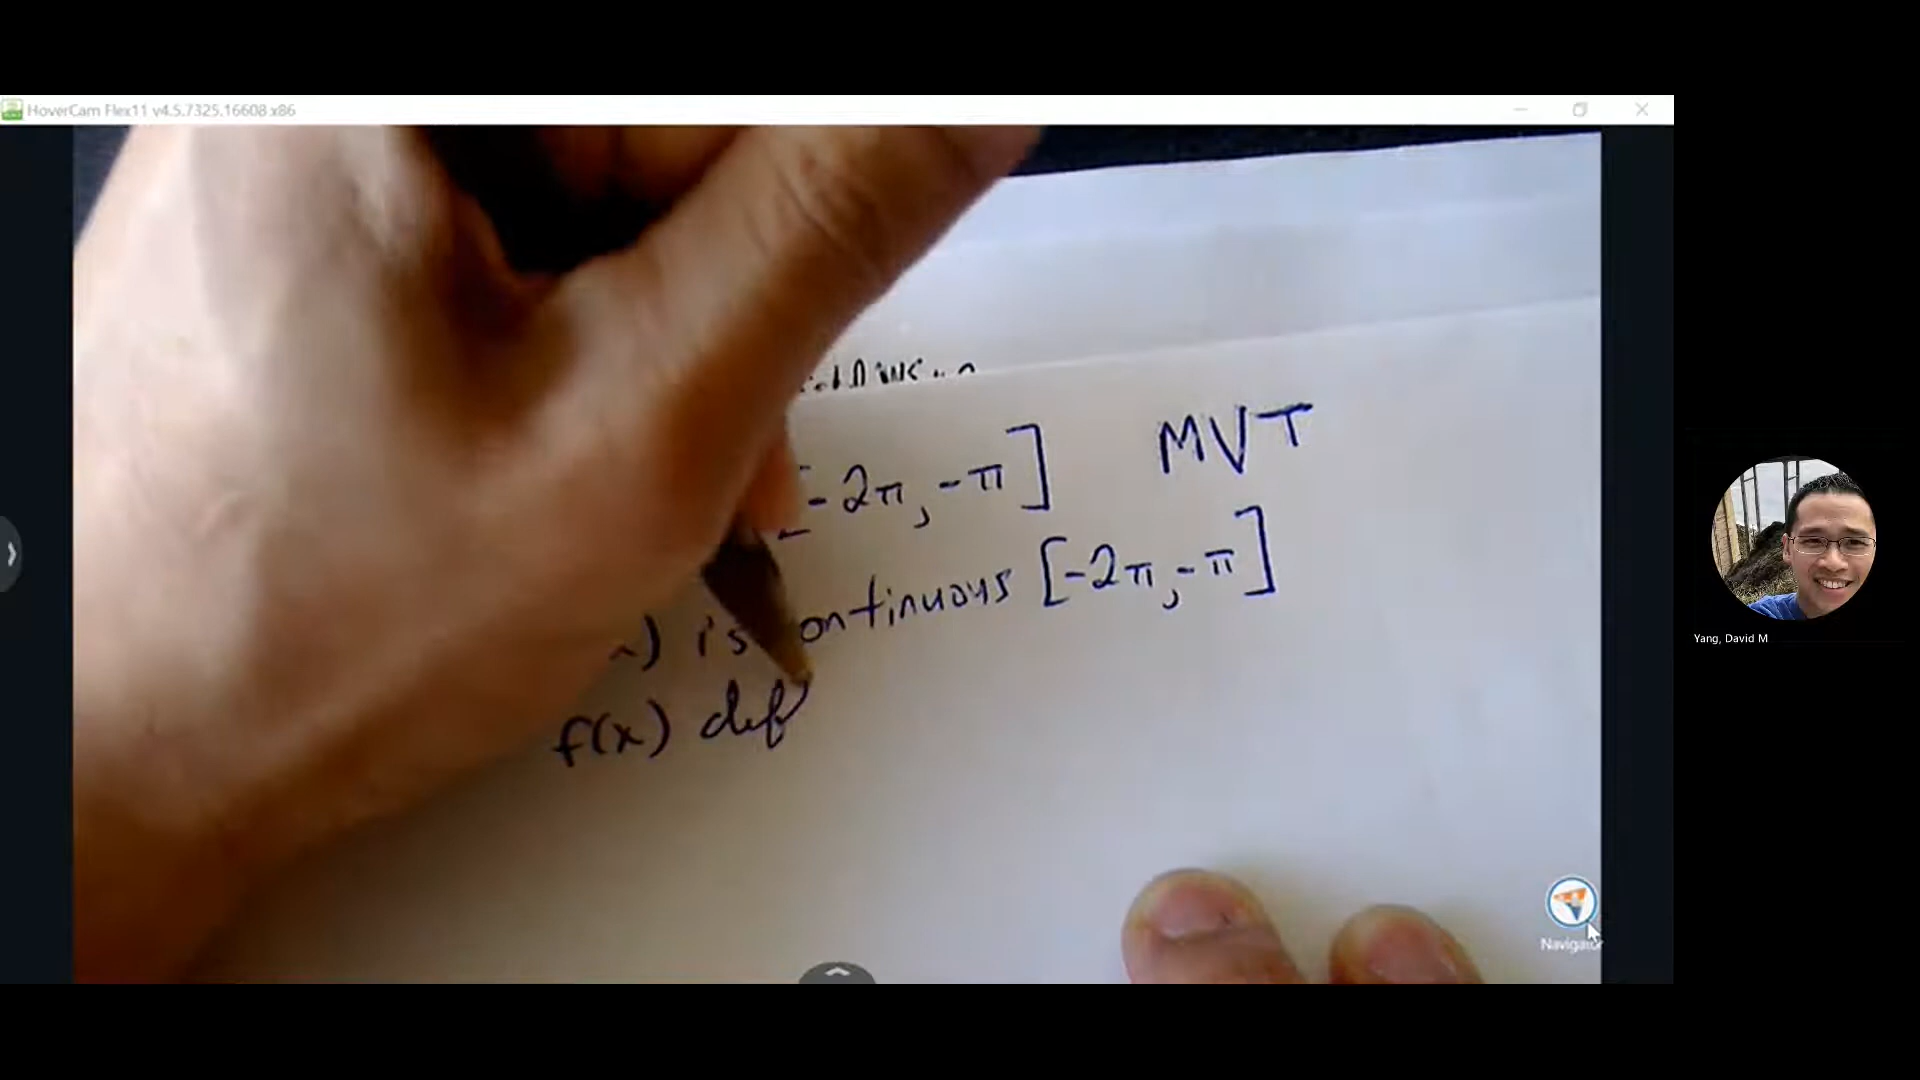 HoverCam Flex11 v4.5.7325.16608 x86
[-2π, -π] MVT
is continuous [-2π, -π]
f(x) dif
Navigator
Yang, David M